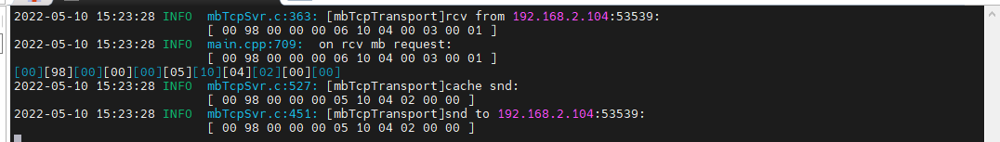 2022-05-10 15:23:28 INFO  mbTcpSvr.c:363: [mbTcpTransport]rcv from 192.168.2.104:53539:
[ 00 98 00 00 00 06 10 04 00 03 00 01 ]
2022-05-10 15:23:28 INFO  main.cpp:709:  on rcv mb request:
[ 00 98 00 00 00 06 10 04 00 03 00 01 ]
[00][98][00][00][00][05][10][04][02][00][00]
2022-05-10 15:23:28 INFO  mbTcpSvr.c:527: [mbTcpTransport]cache snd:
[ 00 98 00 00 00 05 10 04 02 00 00 ]
2022-05-10 15:23:28 INFO  mbTcpSvr.c:451: [mbTcpTransport]snd to 192.168.2.104:53539:
[ 00 98 00 00 00 05 10 04 02 00 00 ]